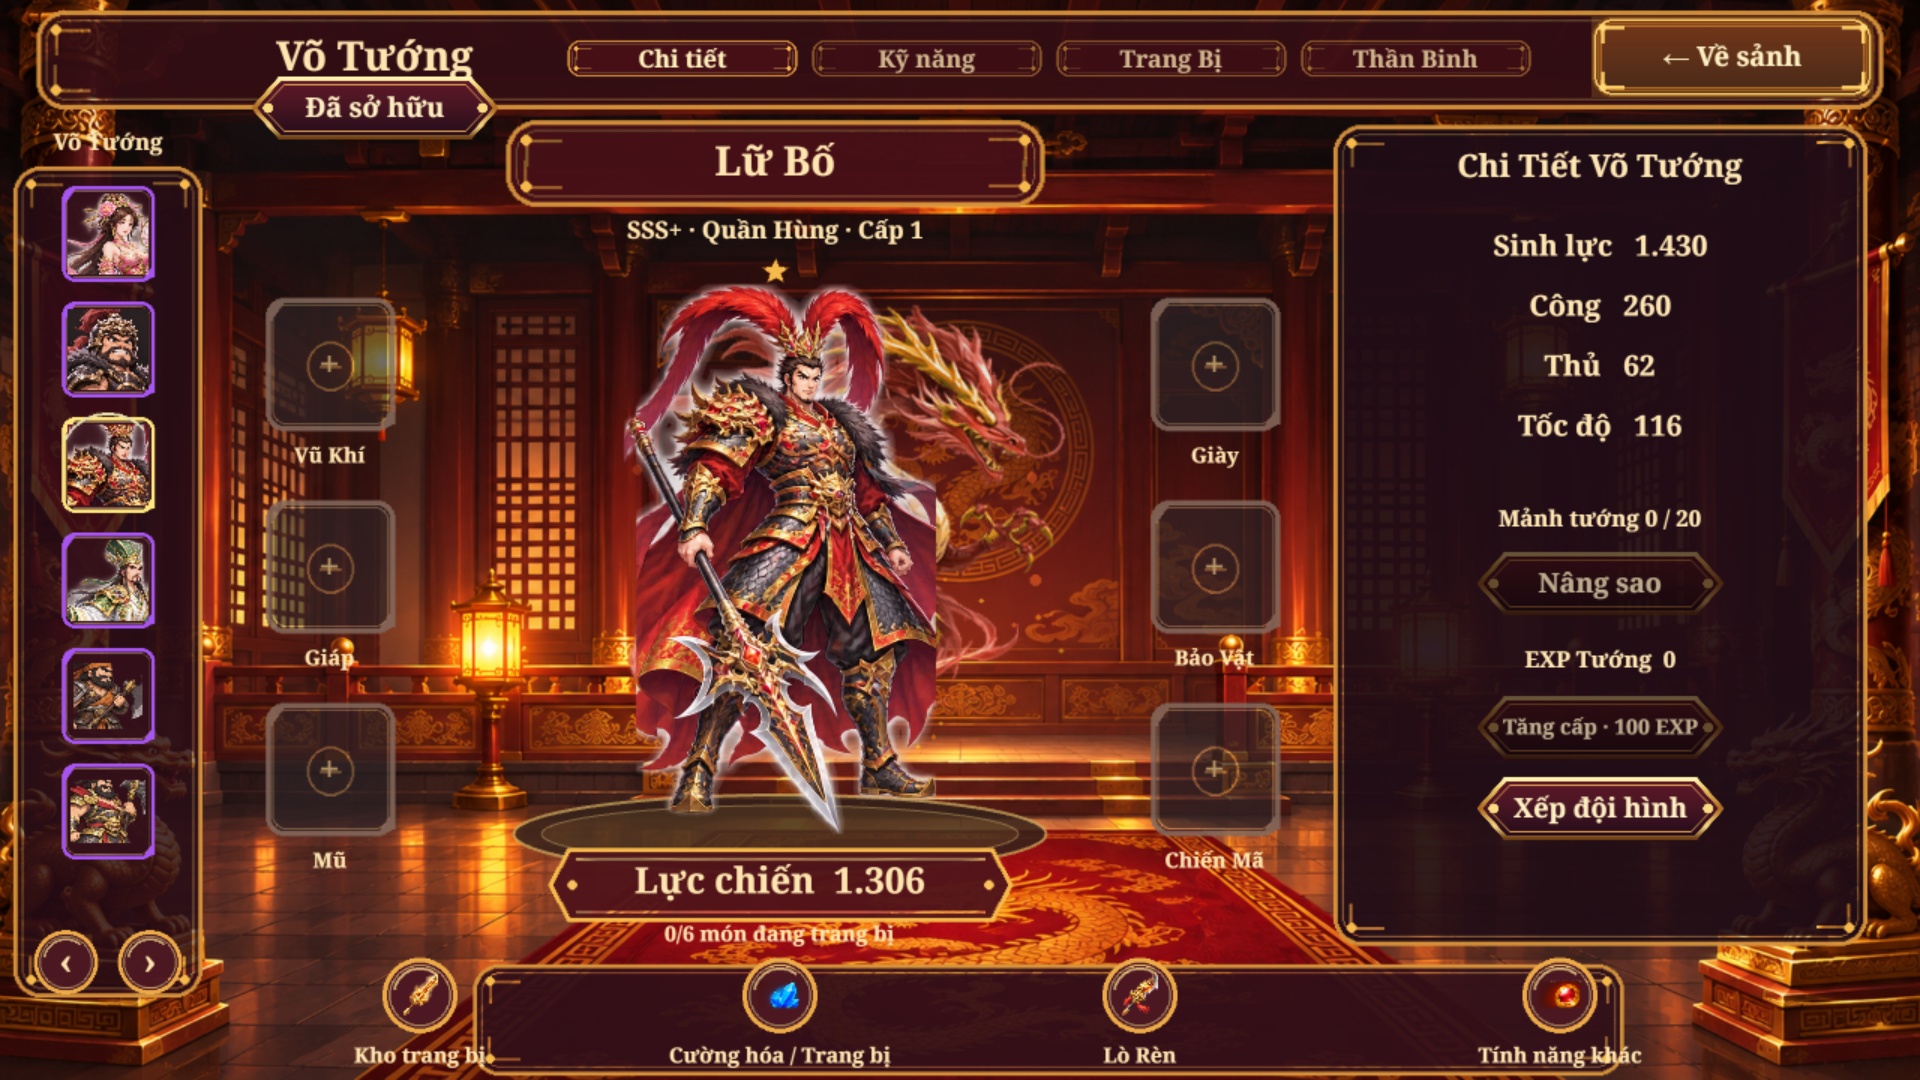 Võ Tướng
Chi tiết
Kỹ năng
Trang Bị
Thần Binh
← Về sảnh
Đã sở hữu
Võ Tướng
Lữ Bố
SSS+ · Quần Hùng · Cấp 1
Vũ Khí
Giáp
Mũ
Giày
Bảo Vật
Chiến Mã
Lực chiến 1.306
0/6 món đang trang bị
Chi Tiết Võ Tướng
Sinh lực 1.430
Công 260
Thủ 62
Tốc độ 116
Mảnh tướng 0 / 20
Nâng sao
EXP Tướng 0
Tăng cấp · 100 EXP
Xếp đội hình
‹ ›
Kho trang bị
Cường hóa / Trang bị
Lò Rèn
Tính năng khác